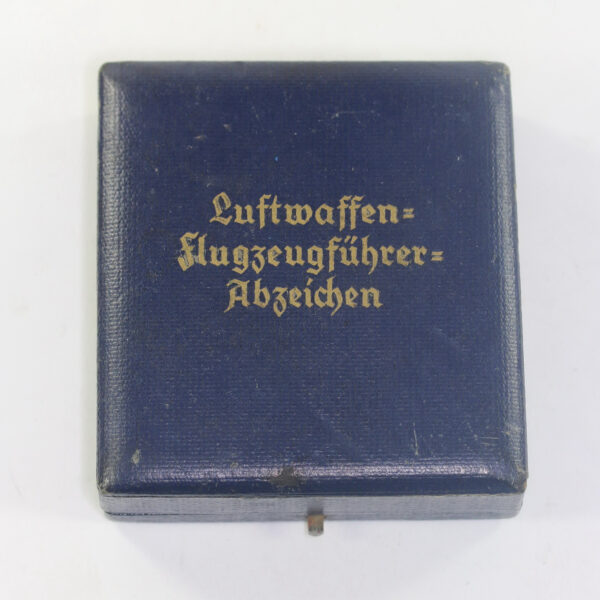 Luftwaffen=
Flugzeugführer=
Abzeichen